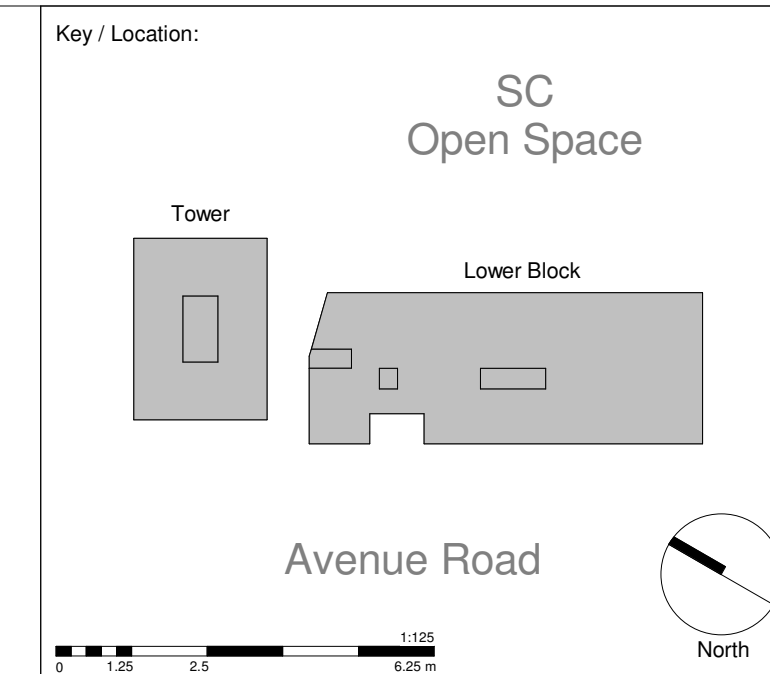 Key / Location:
SC
Open Space
Tower
Lower Block
Avenue Road
North
1:125
0 1.25 2.5 6.25 m